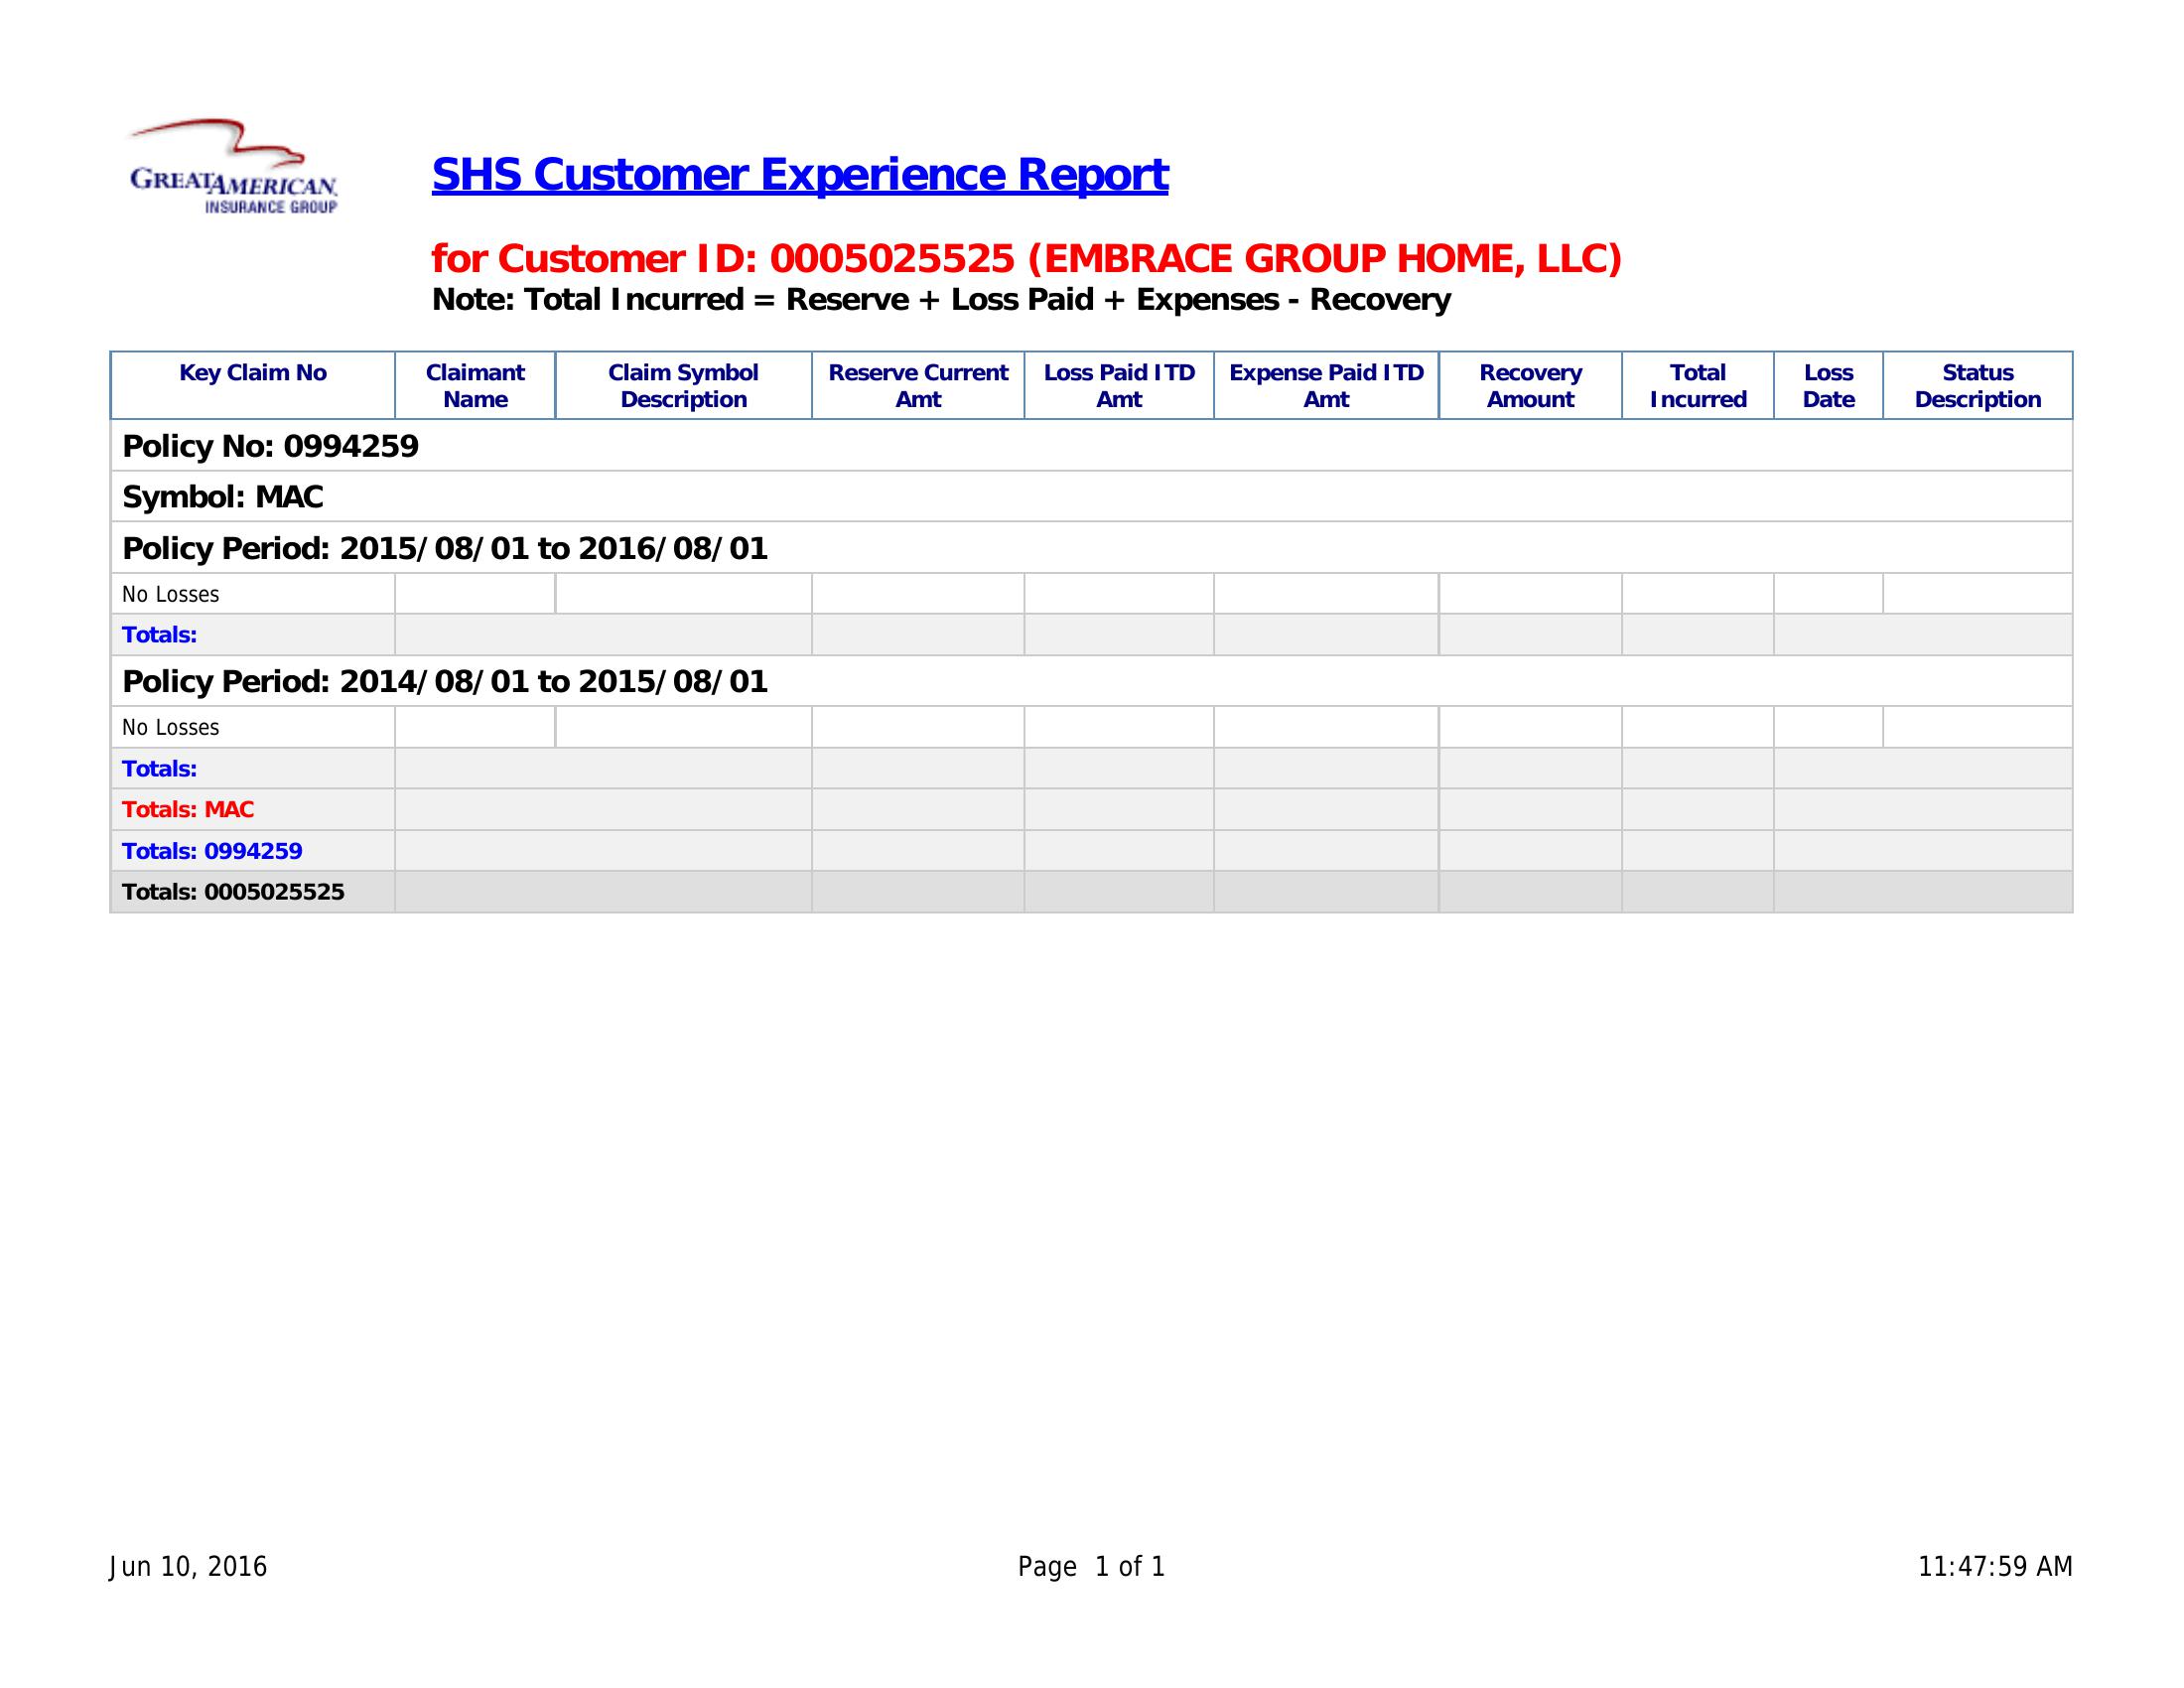 GREATAMERICAN.
INSURANCE GROUP
SHS Customer Experience Report
for Customer ID: 0005025525 (EMBRACE GROUP HOME, LLC)
Note: Total Incurred = Reserve + Loss Paid + Expenses - Recovery
Key Claim No Claimant Name Claim Symbol Description Reserve Current Amt Loss Paid ITD Amt Expense Paid ITD Amt Recovery Amount Total Incurred Loss Date Status Description
Policy No: 0994259
Symbol: MAC
Policy Period: 2015/08/01 to 2016/08/01
No Losses
Totals:
Policy Period: 2014/08/01 to 2015/08/01
No Losses
Totals:
Totals: MAC
Totals: 0994259
Totals: 0005025525
Jun 10, 2016 Page 1 of 1 11:47:59 AM